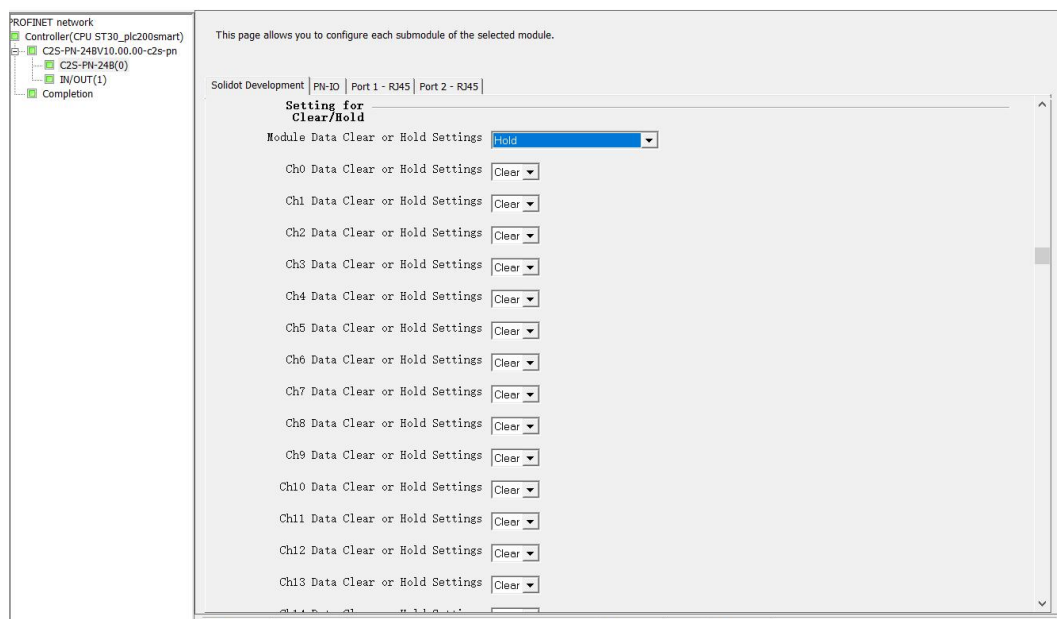 PROFINET network
Controller(CPU ST30_plc200smart)
C2S-PN-24BV10.00.00-c2s-pn
C2S-PN-24B(0)
IN/OUT(1)
Completion
This page allows you to configure each submodule of the selected module.
Solidot Development PN-IO Port 1 - RJ45 Port 2 - RJ45
Setting for
Clear/Hold
Module Data Clear or Hold Settings Hold
Ch0 Data Clear or Hold Settings Clear
Ch1 Data Clear or Hold Settings Clear
Ch2 Data Clear or Hold Settings Clear
Ch3 Data Clear or Hold Settings Clear
Ch4 Data Clear or Hold Settings Clear
Ch5 Data Clear or Hold Settings Clear
Ch6 Data Clear or Hold Settings Clear
Ch7 Data Clear or Hold Settings Clear
Ch8 Data Clear or Hold Settings Clear
Ch9 Data Clear or Hold Settings Clear
Ch10 Data Clear or Hold Settings Clear
Ch11 Data Clear or Hold Settings Clear
Ch12 Data Clear or Hold Settings Clear
Ch13 Data Clear or Hold Settings Clear